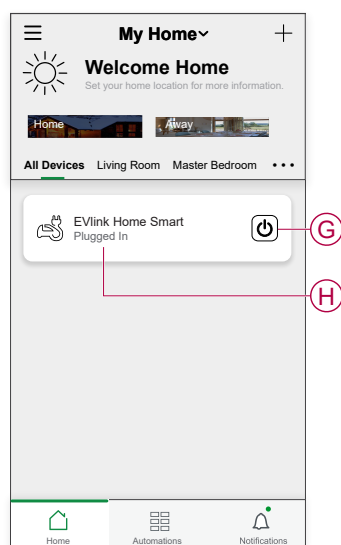 My Home
Welcome Home
Set your home location for more information.
Home Away
All Devices Living Room Master Bedroom
EVlink Home Smart
Plugged In
G
H
Home Automations Notifications